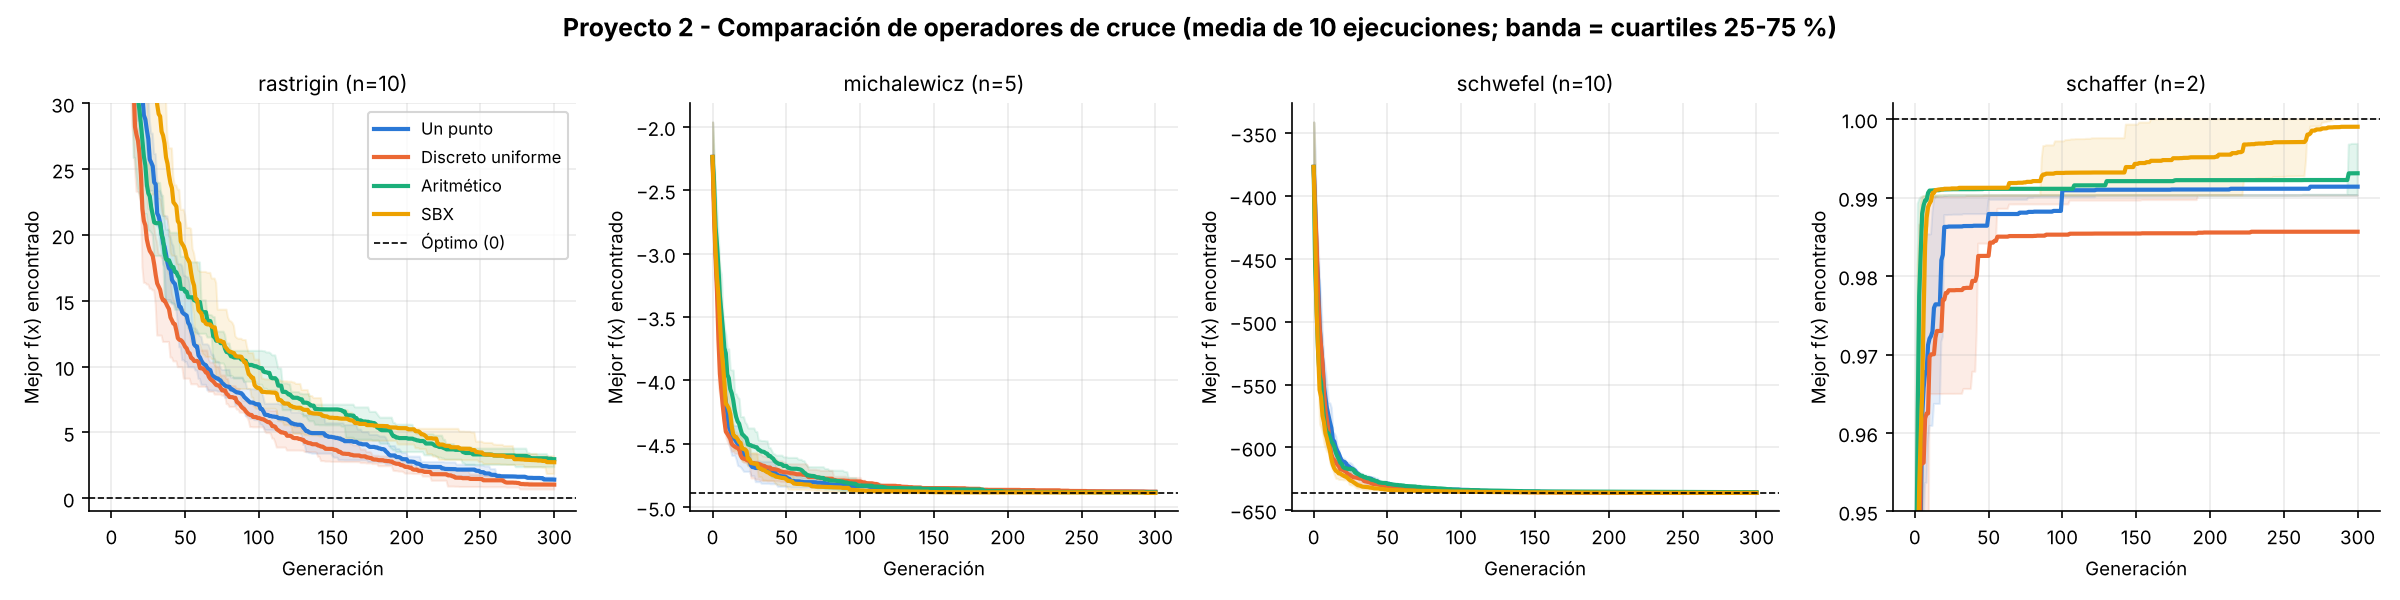 Proyecto 2 - Comparación de operadores de cruce (media de 10 ejecuciones; banda = cuartiles 25-75 %)
rastrigin (n=10)
Mejor f(x) encontrado
30
25
20
15
10
5
0
0 50 100 150 200 250 300
Generación
Un punto
Discreto uniforme
Aritmético
SBX
Óptimo (0)
michalewicz (n=5)
Mejor f(x) encontrado
−2.0
−2.5
−3.0
−3.5
−4.0
−4.5
−5.0
0 50 100 150 200 250 300
Generación
schwefel (n=10)
Mejor f(x) encontrado
−350
−400
−450
−500
−550
−600
−650
0 50 100 150 200 250 300
Generación
schaffer (n=2)
Mejor f(x) encontrado
1.00
0.99
0.98
0.97
0.96
0.95
0 50 100 150 200 250 300
Generación